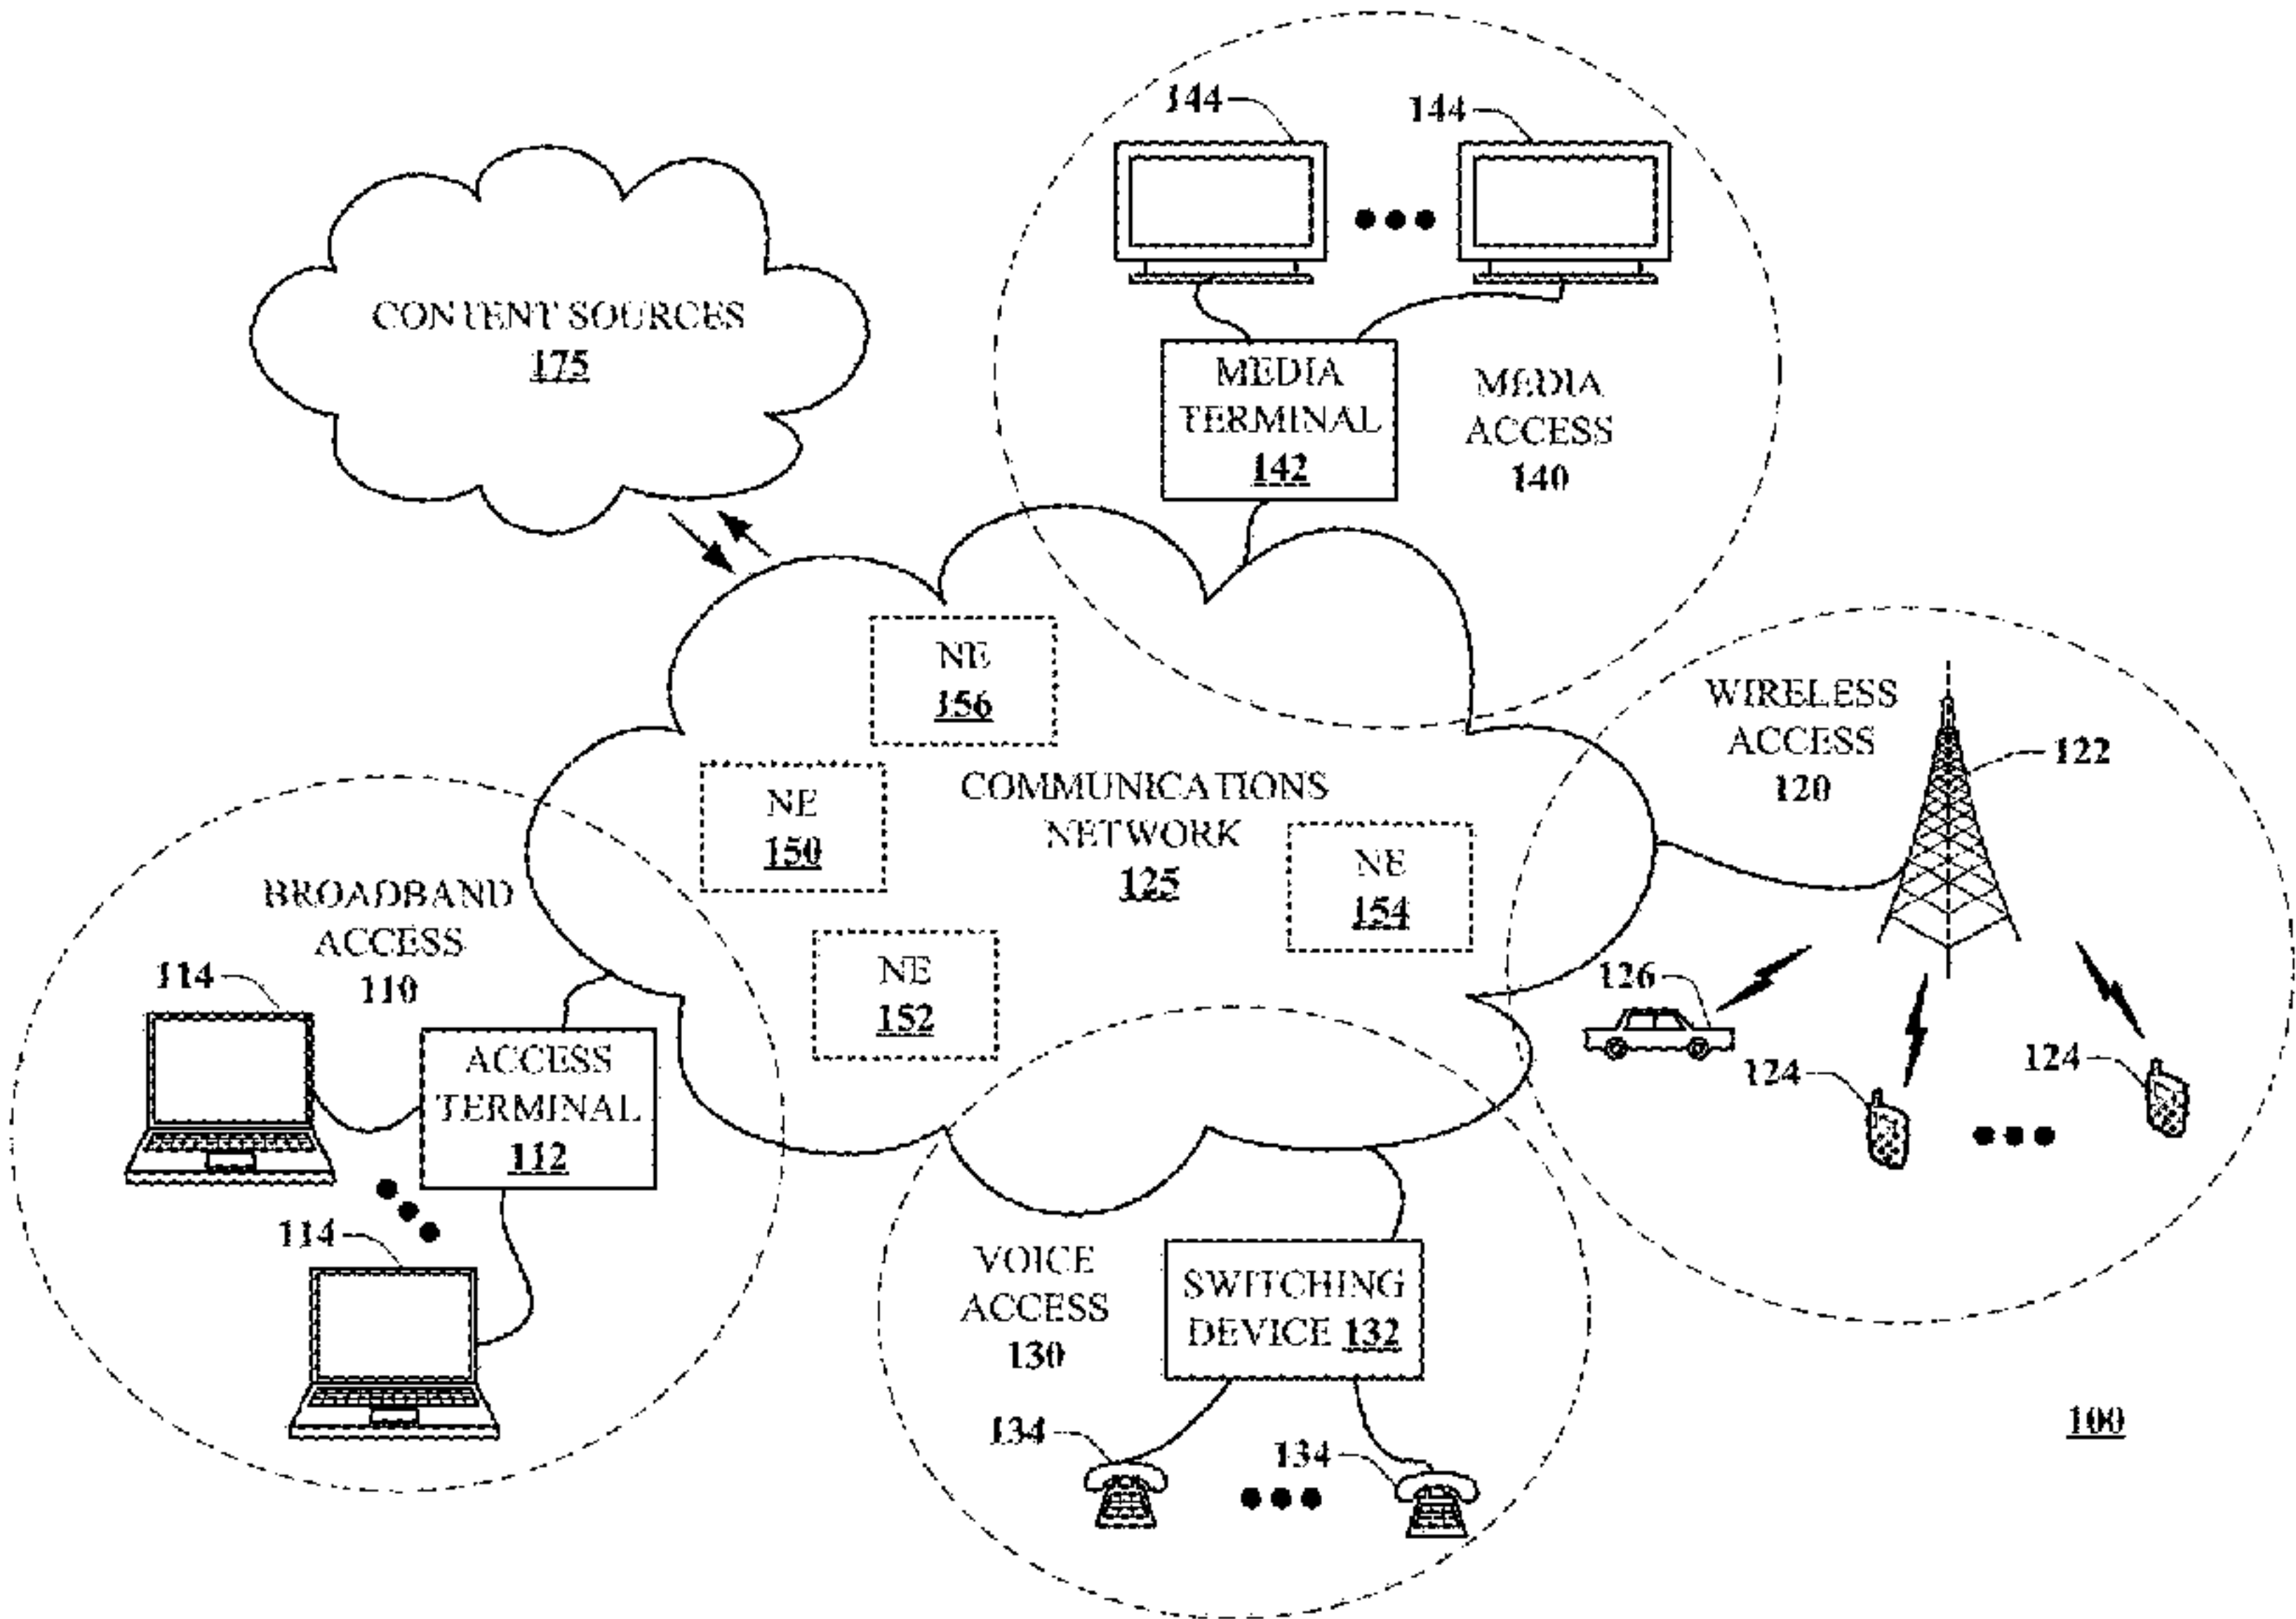 144
144
CONTENT SOURCES
175
MEDIA
TERMINAL
142
MEDIA
ACCESS
140
NE
156
WIRELESS
ACCESS
120
122
NE
150
COMMUNICATIONS
NETWORK
125
NE
154
BROADBAND
ACCESS
110
114
NE
152
126
124
124
ACCESS
TERMINAL
112
114
VOICE
ACCESS
130
SWITCHING
DEVICE 132
134
134
100